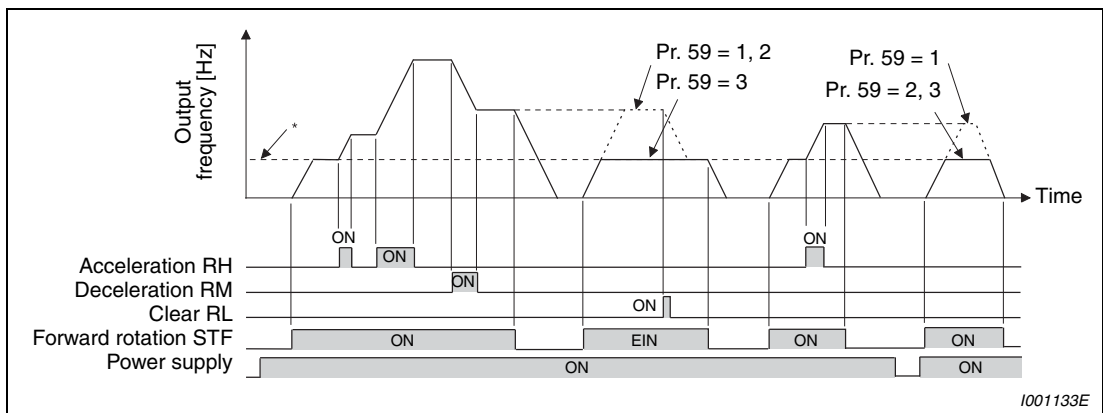 Output
frequency [Hz]
*
Pr. 59 = 1, 2
Pr. 59 = 3
Pr. 59 = 1
Pr. 59 = 2, 3
Time
ON
ON
ON
Acceleration RH
ON
Deceleration RM
ON
Clear RL
Forward rotation STF
ON
EIN
ON
ON
Power supply
ON
ON
I001133E